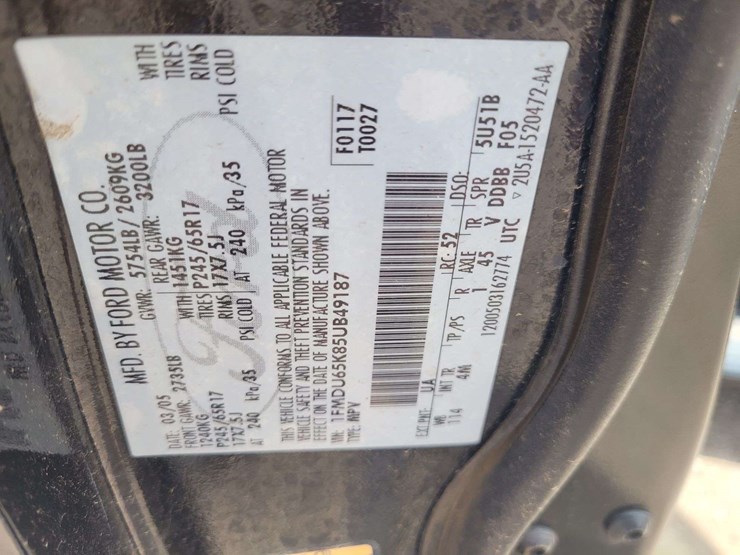 MFD. BY FORD MOTOR CO.
DATE: 03/05 GVWR: 5754LB / 2609KG
FRONT GAWR: 2735LB REAR GAWR: 3200LB
1240KG WITH 1451KG WITH
P245/65R17 TIRES P245/65R17 TIRES
17X7.5J RIMS 17X7.5J RIMS
AT 240 kPa/35 PSI COLD AT 240 kPa/35 PSI COLD
THIS VEHICLE CONFORMS TO ALL APPLICABLE FEDERAL MOTOR
VEHICLE SAFETY AND THEFT PREVENTION STANDARDS IN
EFFECT ON THE DATE OF MANUFACTURE SHOWN ABOVE.
VIN: 1FMDU65K85UB49187 F0117
TYPE: MPV T0027
EXT PNT: UA RC: 52 DSO:
WB INT TR TP/PS R AXLE TR SPR 5U51B
114 4M 1 45 V DDBB F05
1200503162774 UTC ▽ 2U5A-1520472-AA
Ford